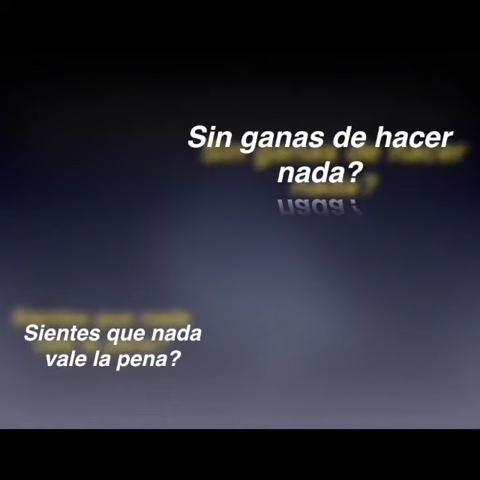 Sin ganas de hacer
nada?
Sientes que nada
vale la pena?